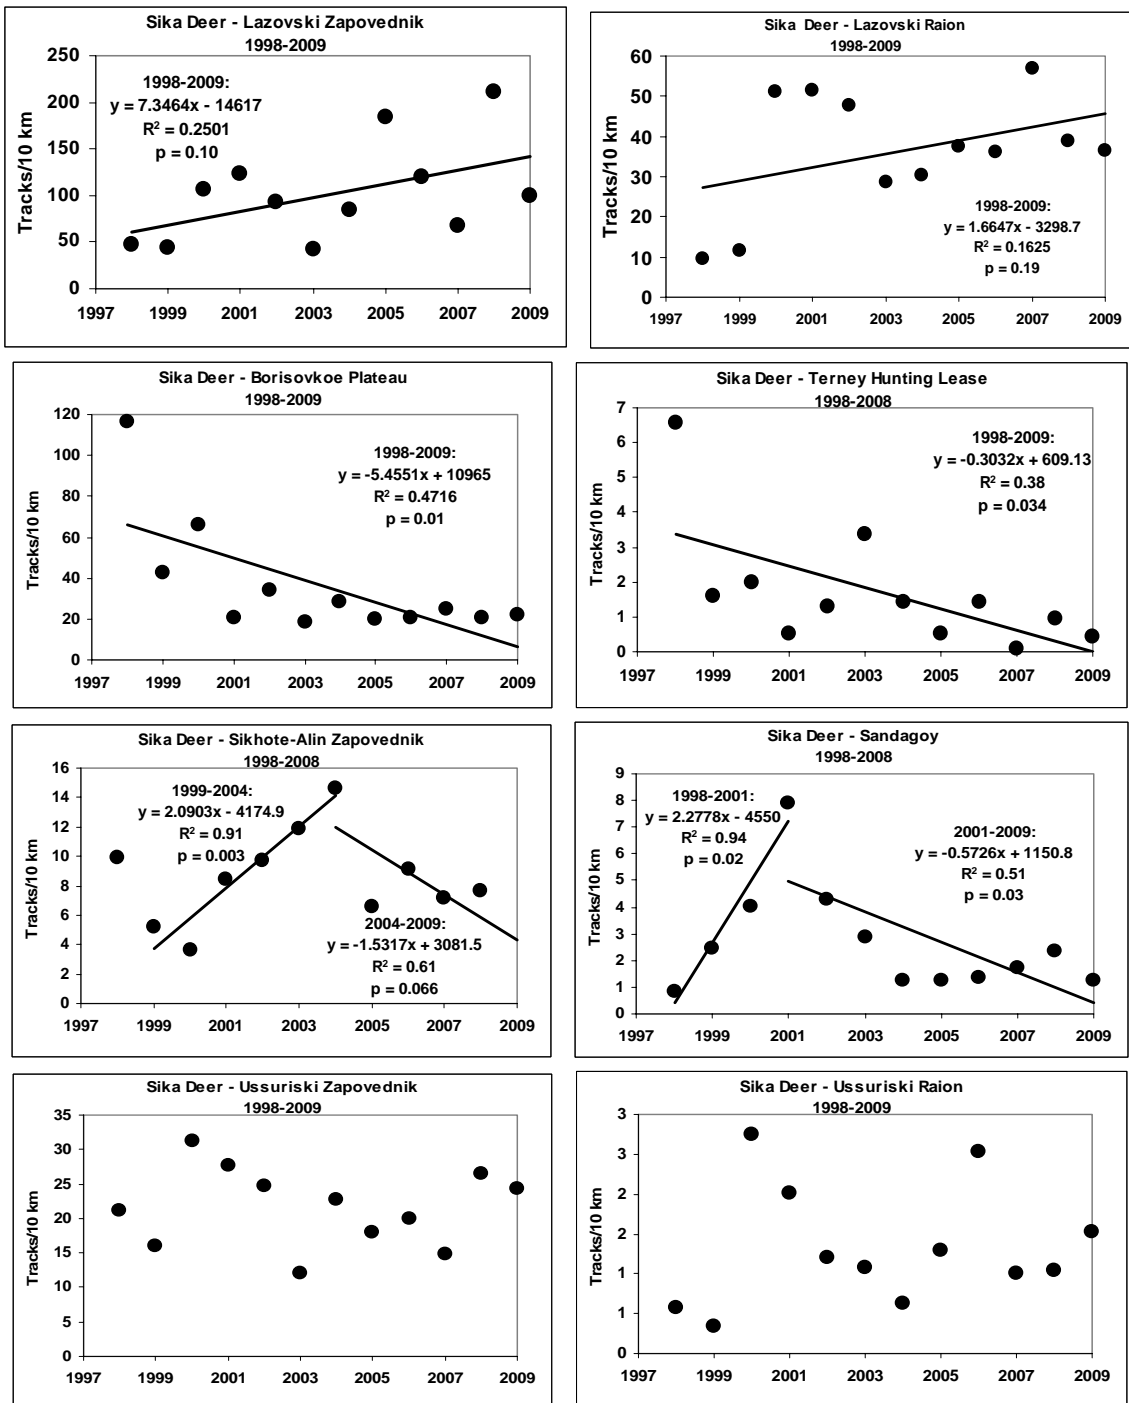 Sika Deer - Lazovski Zapovednik
1998-2009
250
200
150
100
50
0
Tracks/10 km
1998-2009:
y = 7.3464x - 14617
R² = 0.2501
p = 0.10
1997 1999 2001 2003 2005 2007 2009
Sika Deer - Lazovski Raion
1998-2009
60
50
40
30
20
10
0
Tracks/10 km
1998-2009:
y = 1.6647x - 3298.7
R² = 0.1625
p = 0.19
1997 1999 2001 2003 2005 2007 2009
Sika Deer - Borisovkoe Plateau
1998-2009
120
100
80
60
40
20
0
Tracks/10 km
1998-2009:
y = -5.4551x + 10965
R² = 0.4716
p = 0.01
1997 1999 2001 2003 2005 2007 2009
Sika Deer - Terney Hunting Lease
1998-2008
7
6
5
4
3
2
1
0
Tracks/10 km
1998-2009:
y = -0.3032x + 609.13
R² = 0.38
p = 0.034
1997 1999 2001 2003 2005 2007 2009
Sika Deer - Sikhote-Alin Zapovednik
1998-2008
16
14
12
10
8
6
4
2
0
Tracks/10 km
1999-2004:
y = 2.0903x - 4174.9
R² = 0.91
p = 0.003
2004-2009:
y = -1.5317x + 3081.5
R² = 0.61
p = 0.066
1997 1999 2001 2003 2005 2007 2009
Sika Deer - Sandagoy
1998-2008
9
8
7
6
5
4
3
2
1
0
Tracks/10 km
1998-2001:
y = 2.2778x - 4550
R² = 0.94
p = 0.02
2001-2009:
y = -0.5726x + 1150.8
R² = 0.51
p = 0.03
1997 1999 2001 2003 2005 2007 2009
Sika Deer - Ussuriski Zapovednik
1998-2009
35
30
25
20
15
10
5
0
Tracks/10 km
1997 1999 2001 2003 2005 2007 2009
Sika Deer - Ussuriski Raion
1998-2009
3
3
2
2
1
1
0
Tracks/10 km
1997 1999 2001 2003 2005 2007 2009